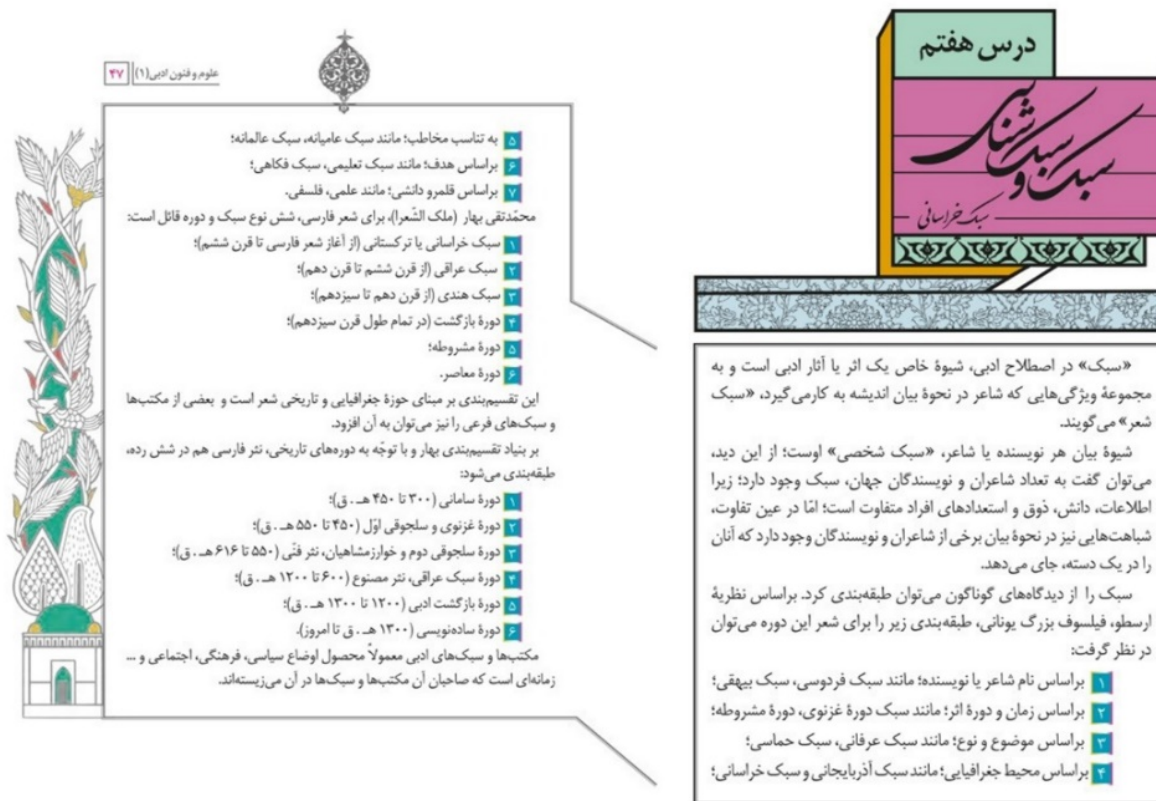 درس هفتم
سبک و سبک شناسی
سبک خراسانی
«سبک» در اصطلاح ادبی، شیوهٔ خاص یک اثر یا آثار ادبی است و به
مجموعهٔ ویژگی‌هایی که شاعر در نحوهٔ بیان اندیشه به کارمی‌گیرد، «سبک
شعر» می‌گویند.
شیوهٔ بیان هر نویسنده یا شاعر، «سبک شخصی» اوست؛ از این دید،
می‌توان گفت به تعداد شاعران و نویسندگان جهان، سبک وجود دارد؛ زیرا
اطلاعات، دانش، ذوق و استعدادهای افراد متفاوت است؛ امّا در عین تفاوت،
شباهت‌هایی نیز در نحوهٔ بیان برخی از شاعران و نویسندگان وجود دارد که آنان
را در یک دسته، جای می‌دهد.
سبک را از دیدگاه‌های گوناگون می‌توان طبقه‌بندی کرد. براساس نظریهٔ
ارسطو، فیلسوف بزرگ یونانی، طبقه‌بندی زیر را برای شعر این دوره می‌توان
در نظر گرفت:
۱ براساس نام شاعر یا نویسنده؛ مانند سبک فردوسی، سبک بیهقی؛
۲ براساس زمان و دورهٔ اثر؛ مانند سبک دورهٔ غزنوی، دورهٔ مشروطه؛
۳ براساس موضوع و نوع؛ مانند سبک عرفانی، سبک حماسی؛
۴ براساس محیط جغرافیایی؛ مانند سبک آذربایجانی و سبک خراسانی؛
علوم و فنون ادبی(۱) ۴۷
۵ به تناسب مخاطب؛ مانند سبک عامیانه، سبک عالمانه؛
۶ براساس هدف؛ مانند سبک تعلیمی، سبک فکاهی؛
۷ براساس قلمرو دانشی؛ مانند علمی، فلسفی.
محمّدتقی بهار (ملک الشّعرا)، برای شعر فارسی، شش نوع سبک و دوره قائل است:
۱ سبک خراسانی یا ترکستانی (از آغاز شعر فارسی تا قرن ششم)؛
۲ سبک عراقی (از قرن ششم تا قرن دهم)؛
۳ سبک هندی (از قرن دهم تا سیزدهم)؛
۴ دورهٔ بازگشت (در تمام طول قرن سیزدهم)؛
۵ دورهٔ مشروطه؛
۶ دورهٔ معاصر.
این تقسیم‌بندی بر مبنای حوزهٔ جغرافیایی و تاریخی شعر است و بعضی از مکتب‌ها
و سبک‌های فرعی را نیز می‌توان به آن افزود.
بر بنیاد تقسیم‌بندی بهار و با توجّه به دوره‌های تاریخی، نثر فارسی هم در شش رده،
طبقه‌بندی می‌شود:
۱ دورهٔ سامانی (۳۰۰ تا ۴۵۰ هـ . ق)؛
۲ دورهٔ غزنوی و سلجوقی اوّل (۴۵۰ تا ۵۵۰ هـ . ق)؛
۳ دورهٔ سلجوقی دوم و خوارزمشاهیان، نثر فنّی (۵۵۰ تا ۶۱۶ هـ . ق)؛
۴ دورهٔ سبک عراقی، نثر مصنوع (۶۰۰ تا ۱۲۰۰ هـ . ق)؛
۵ دورهٔ بازگشت ادبی (۱۲۰۰ تا ۱۳۰۰ هـ . ق)؛
۶ دورهٔ ساده‌نویسی (۱۳۰۰ هـ . ق تا امروز).
مکتب‌ها و سبک‌های ادبی معمولاً محصول اوضاع سیاسی، فرهنگی، اجتماعی و ...
زمانه‌ای است که صاحبان آن مکتب‌ها و سبک‌ها در آن می‌زیسته‌اند.